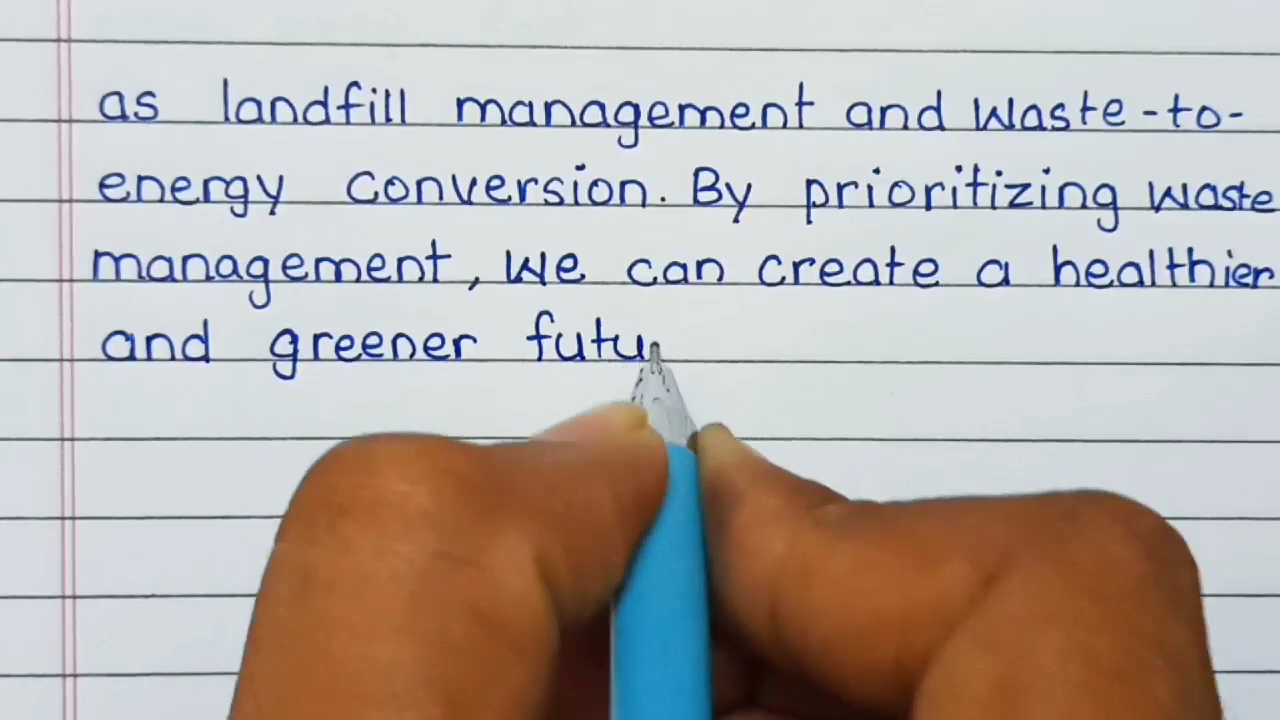 as landfill management and waste-to-
energy conversion. By prioritizing waste
management, we can create a healthier
and greener futu